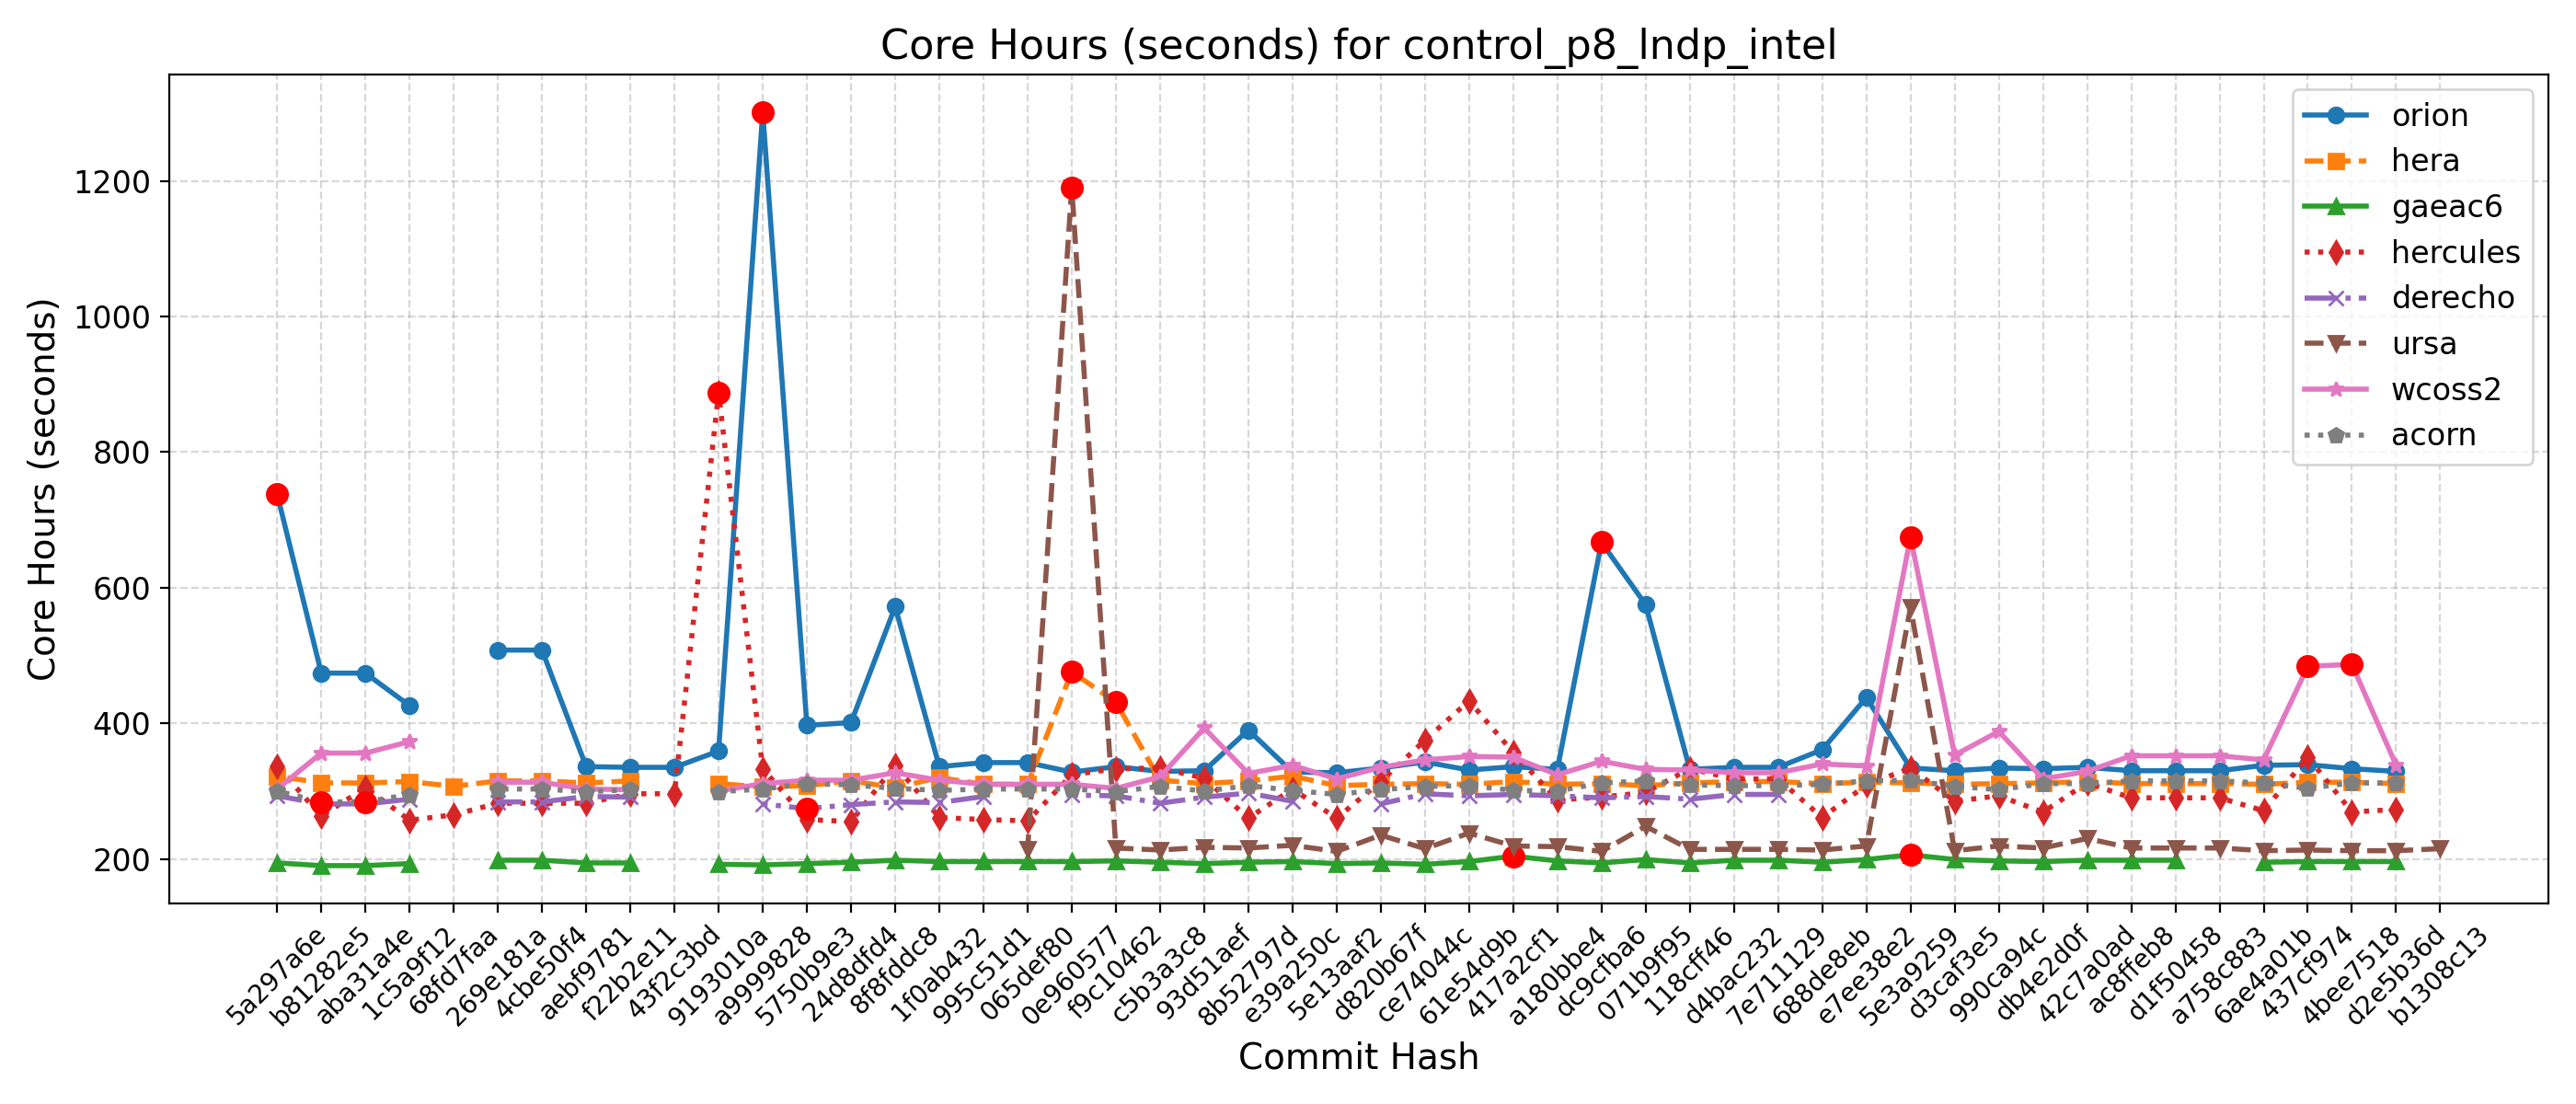 Core Hours (seconds) for control_p8_lndp_intel
Core Hours (seconds)
1200
1000
800
600
400
200
orion
hera
gaeac6
hercules
derecho
ursa
wcoss2
acorn
5a297a6e
b81282e5
aba31a4e
1c5a9f12
68fd7faa
269e181a
4cbe50f4
aebf9781
f22b2e11
43f2c3bd
9193010a
a9999828
5750b9e3
24d8dfd4
8f8fddc8
1f0ab432
995c51d1
065def80
0e960577
f9c10462
c5b3a3c8
93d51aef
8b52797d
e39a250c
5e13aaf2
d820b67f
ce74044c
61e54d9b
417a2cf1
a180bbe4
dc9cfba6
071b9f95
118cff46
d4bac232
7e711129
688de8eb
e7ee38e2
5e3a9259
d3caf3e5
990ca94c
db4e2d0f
42c7a0ad
ac8ffeb8
d1f50458
a758c883
6ae4a01b
437cf974
4bee7518
d2e5b36d
b1308c13
Commit Hash